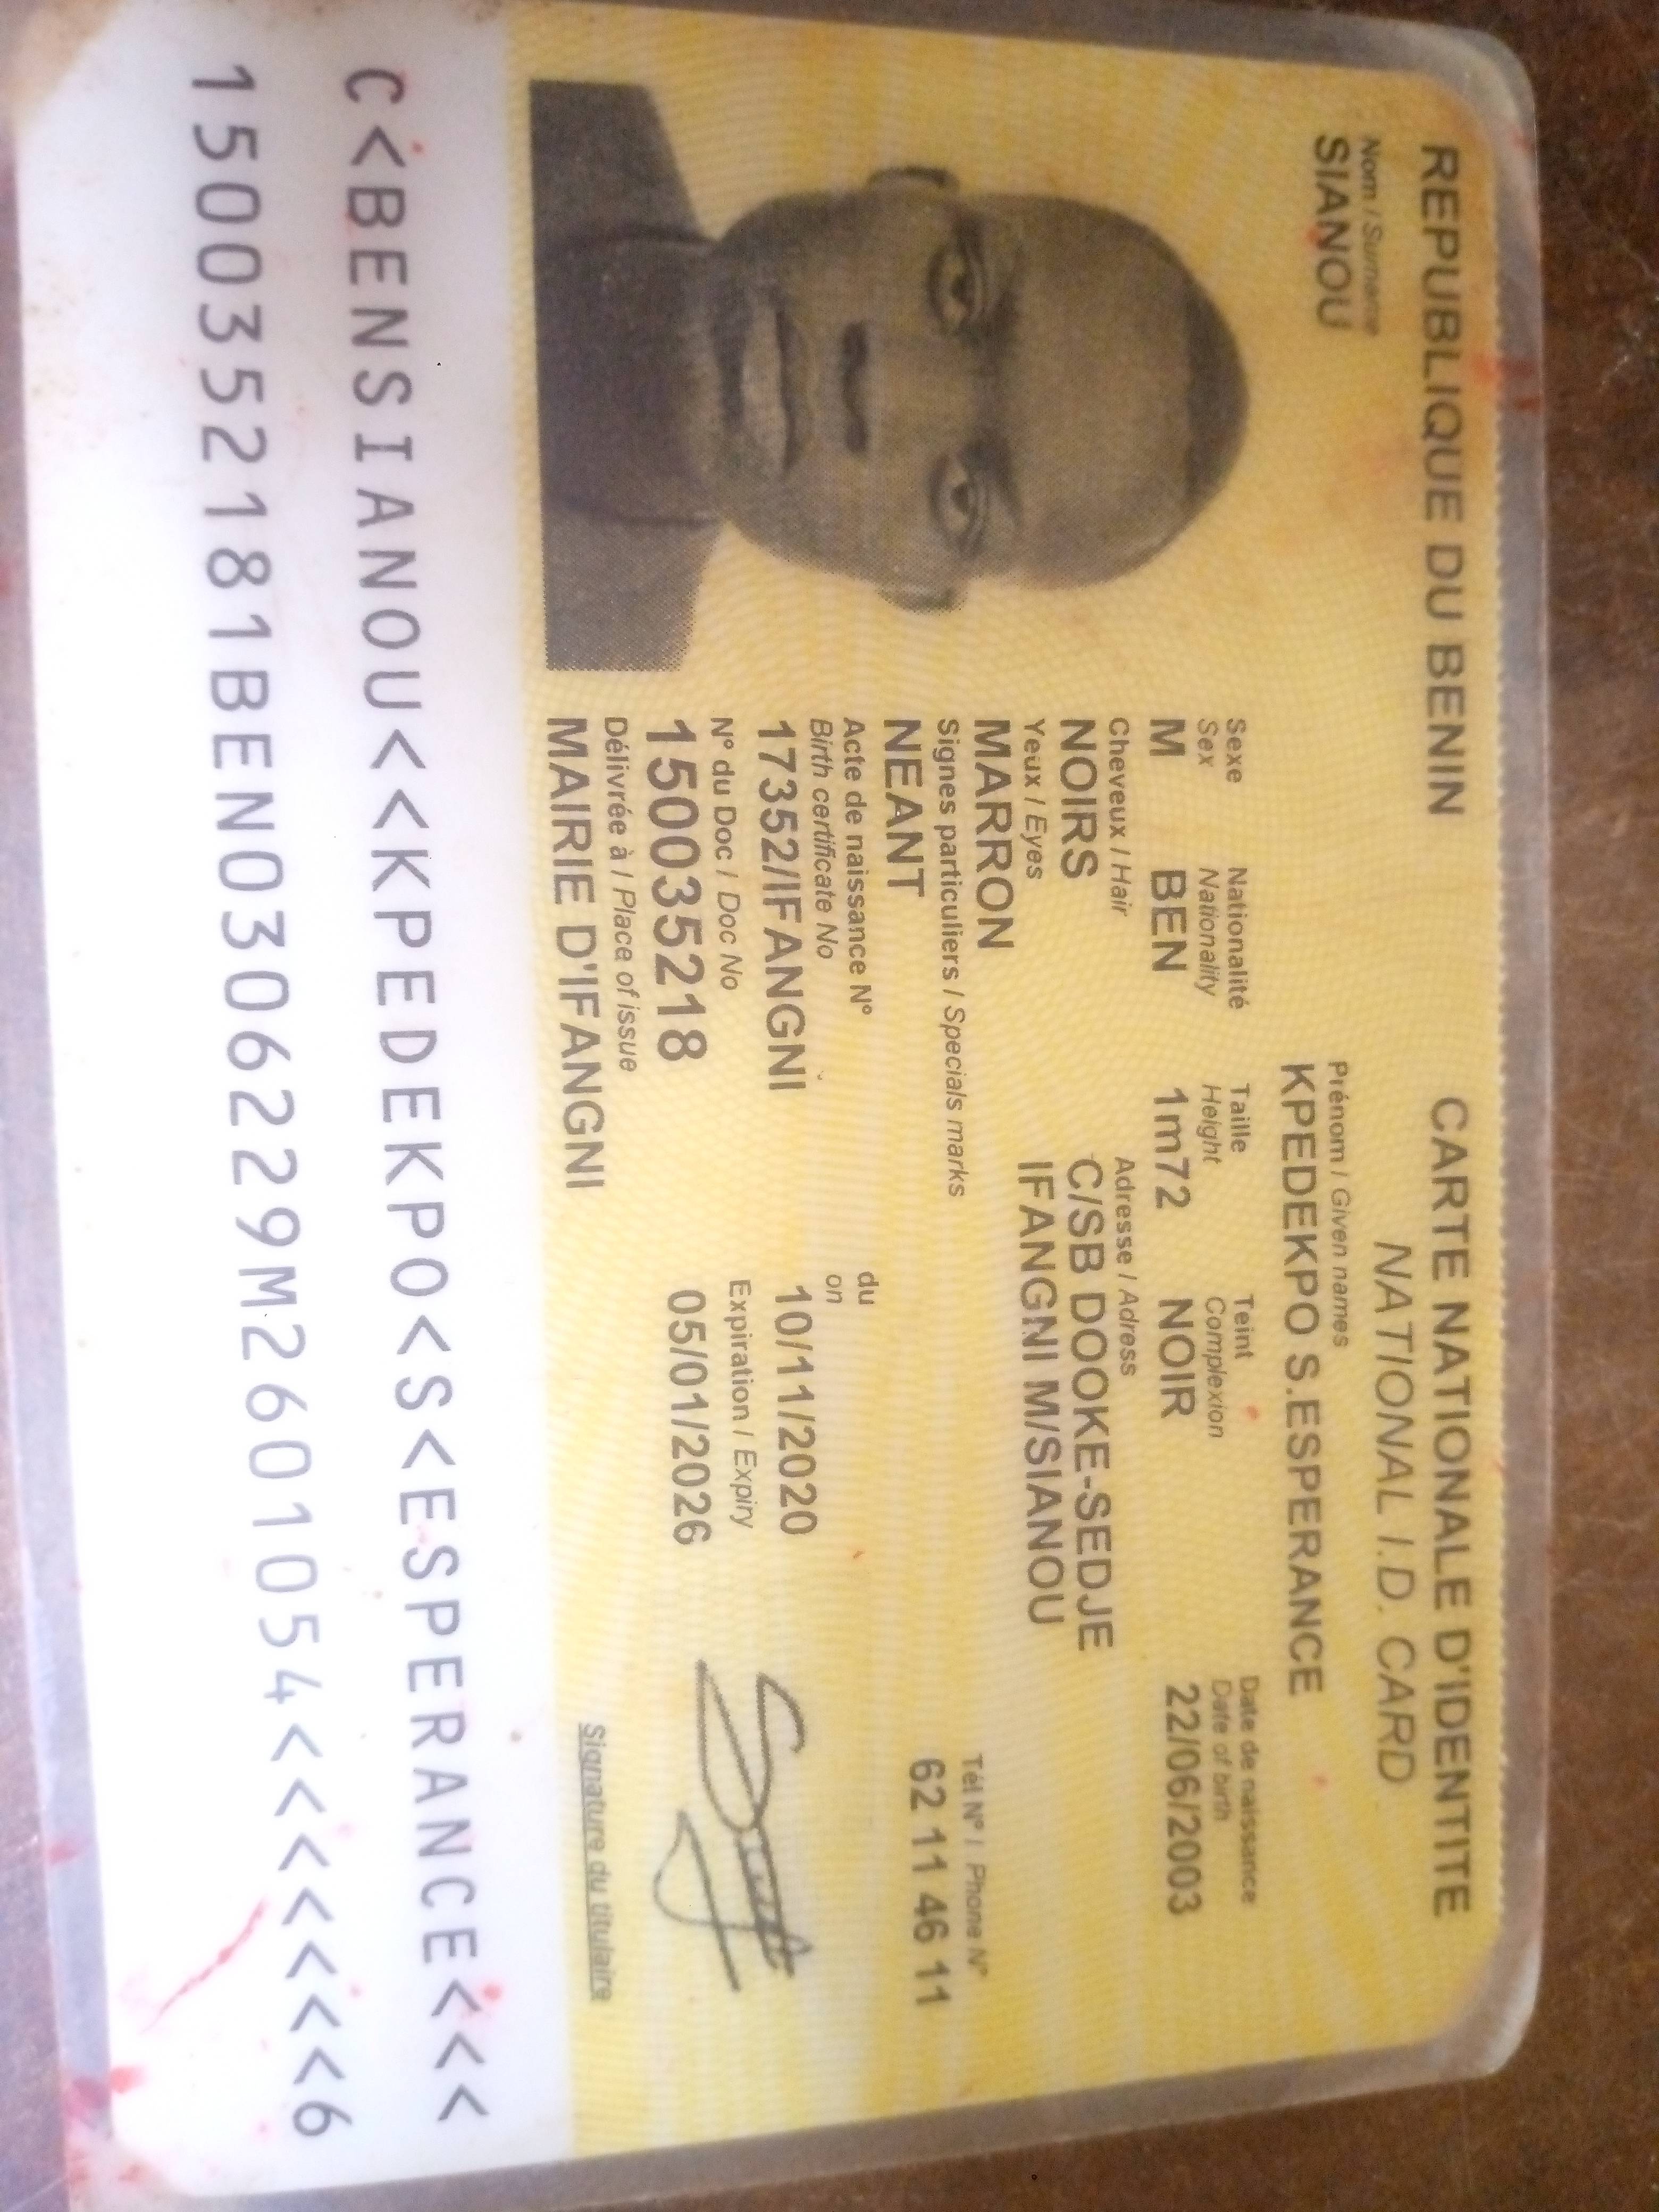 REPUBLIQUE DU BENIN
CARTE NATIONALE D'IDENTITE
NATIONAL I.D. CARD
Nom / Surname
SIANOU
Prénom / Given names
KPEDEKPO S.ESPERANCE
Sexe
Sex
M
Nationalité
Nationality
BEN
Taille
Height
1m72
Teint
Complexion
NOIR
Date de naissance
Date of birth
22/06/2003
Cheveux / Hair
NOIRS
Adresse / Adress
C/SB DOOKE-SEDJE
IFANGNI M/SIANOU
Yeux / Eyes
MARRON
Signes particuliers / Specials marks
NEANT
Tél N° / Phone N°
62 11 46 11
Acte de naissance N°
Birth certificate No
17352/IFANGNI
du
on
10/11/2020
N° du Doc / Doc No
150035218
Expiration / Expiry
05/01/2026
Délivrée à / Place of issue
MAIRIE D'IFANGNI
Signature du titulaire
C<BENSIANOU<<KPEDEKPO<S<ESPERANCE<<<
1500352181BEN0306229M2601054<<<<<<<6